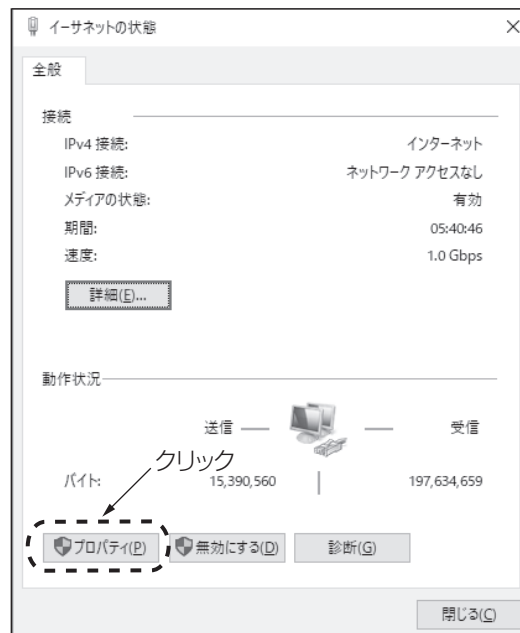 イーサネットの状態
全般
接続
IPv4 接続: インターネット
IPv6 接続: ネットワーク アクセスなし
メディアの状態: 有効
期間: 05:40:46
速度: 1.0 Gbps
詳細(E)...
動作状況
送信 受信
クリック
バイト: 15,390,560 197,634,659
プロパティ(P) 無効にする(D) 診断(G)
閉じる(C)